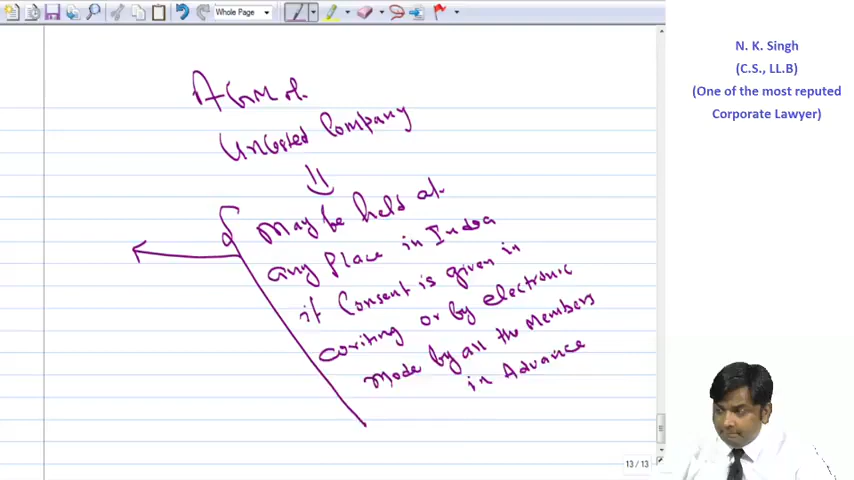 Whole Page
N. K. Singh
(C.S., LL.B)
(One of the most reputed
Corporate Lawyer)
AGM of
Unlisted Company
May be held at
any Place in India
if Consent is given in
writing or by electronic
Mode by all the Members
in Advance
13 / 13